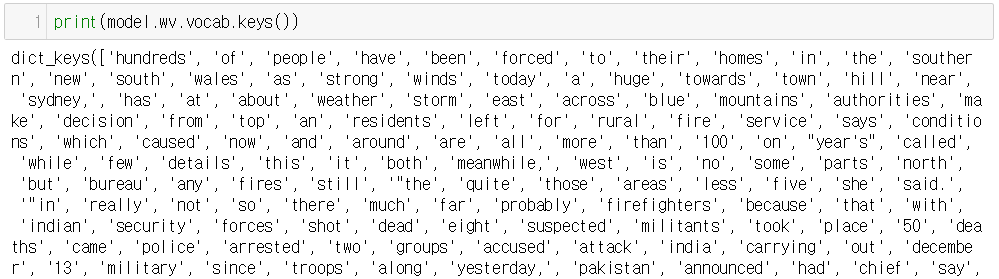 1 print(model.wv.vocab.keys())
dict_keys(['hundreds', 'of', 'people', 'have', 'been', 'forced', 'to', 'their', 'homes', 'in', 'the', 'souther
n', 'new', 'south', 'wales', 'as', 'strong', 'winds', 'today', 'a', 'huge', 'towards', 'town', 'hill', 'near',
'sydney,', 'has', 'at', 'about', 'weather', 'storm', 'east', 'across', 'blue', 'mountains', 'authorities', 'ma
ke', 'decision', 'from', 'top', 'an', 'residents', 'left', 'for', 'rural', 'fire', 'service', 'says', 'conditio
ns', 'which', 'caused', 'now', 'and', 'around', 'are', 'all', 'more', 'than', '100', 'on', "year's", 'called',
'while', 'few', 'details', 'this', 'it', 'both', 'meanwhile,', 'west', 'is', 'no', 'some', 'parts', 'north',
'but', 'bureau', 'any', 'fires', 'still', '"the', 'quite', 'those', 'areas', 'less', 'five', 'she', 'said.',
'"in', 'really', 'not', 'so', 'there', 'much', 'far', 'probably', 'firefighters', 'because', 'that', 'with',
'indian', 'security', 'forces', 'shot', 'dead', 'eight', 'suspected', 'militants', 'took', 'place', '50', 'dea
ths', 'came', 'police', 'arrested', 'two', 'groups', 'accused', 'attack', 'india', 'carrying', 'out', 'decembe
r', '13', 'military', 'since', 'troops', 'along', 'yesterday,', 'pakistan', 'announced', 'had', 'chief', 'say',